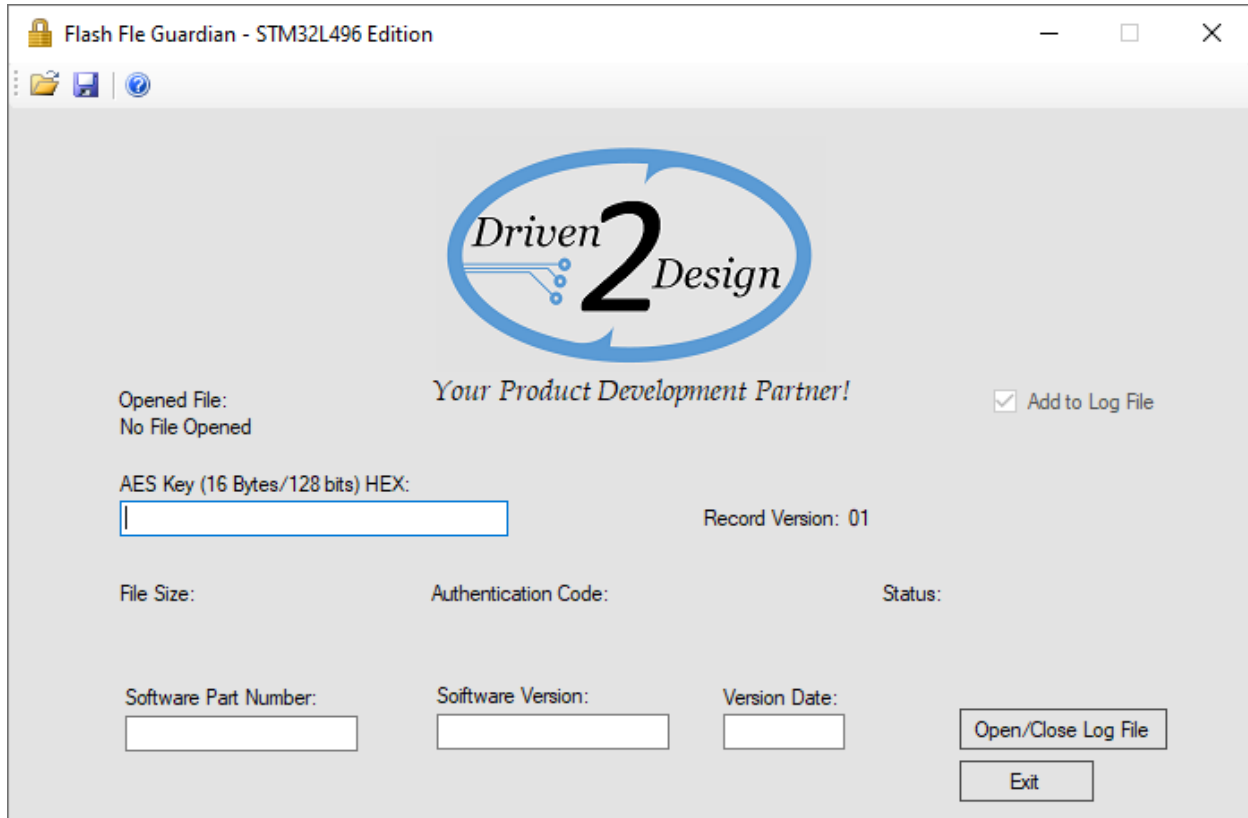 Flash Fle Guardian - STM32L496 Edition
Driven
2
Design
Your Product Development Partner!
Opened File:
No File Opened
Add to Log File
AES Key (16 Bytes/128 bits) HEX:
Record Version: 01
File Size:
Authentication Code:
Status:
Software Part Number:
Soiftware Version:
Version Date:
Open/Close Log File
Exit